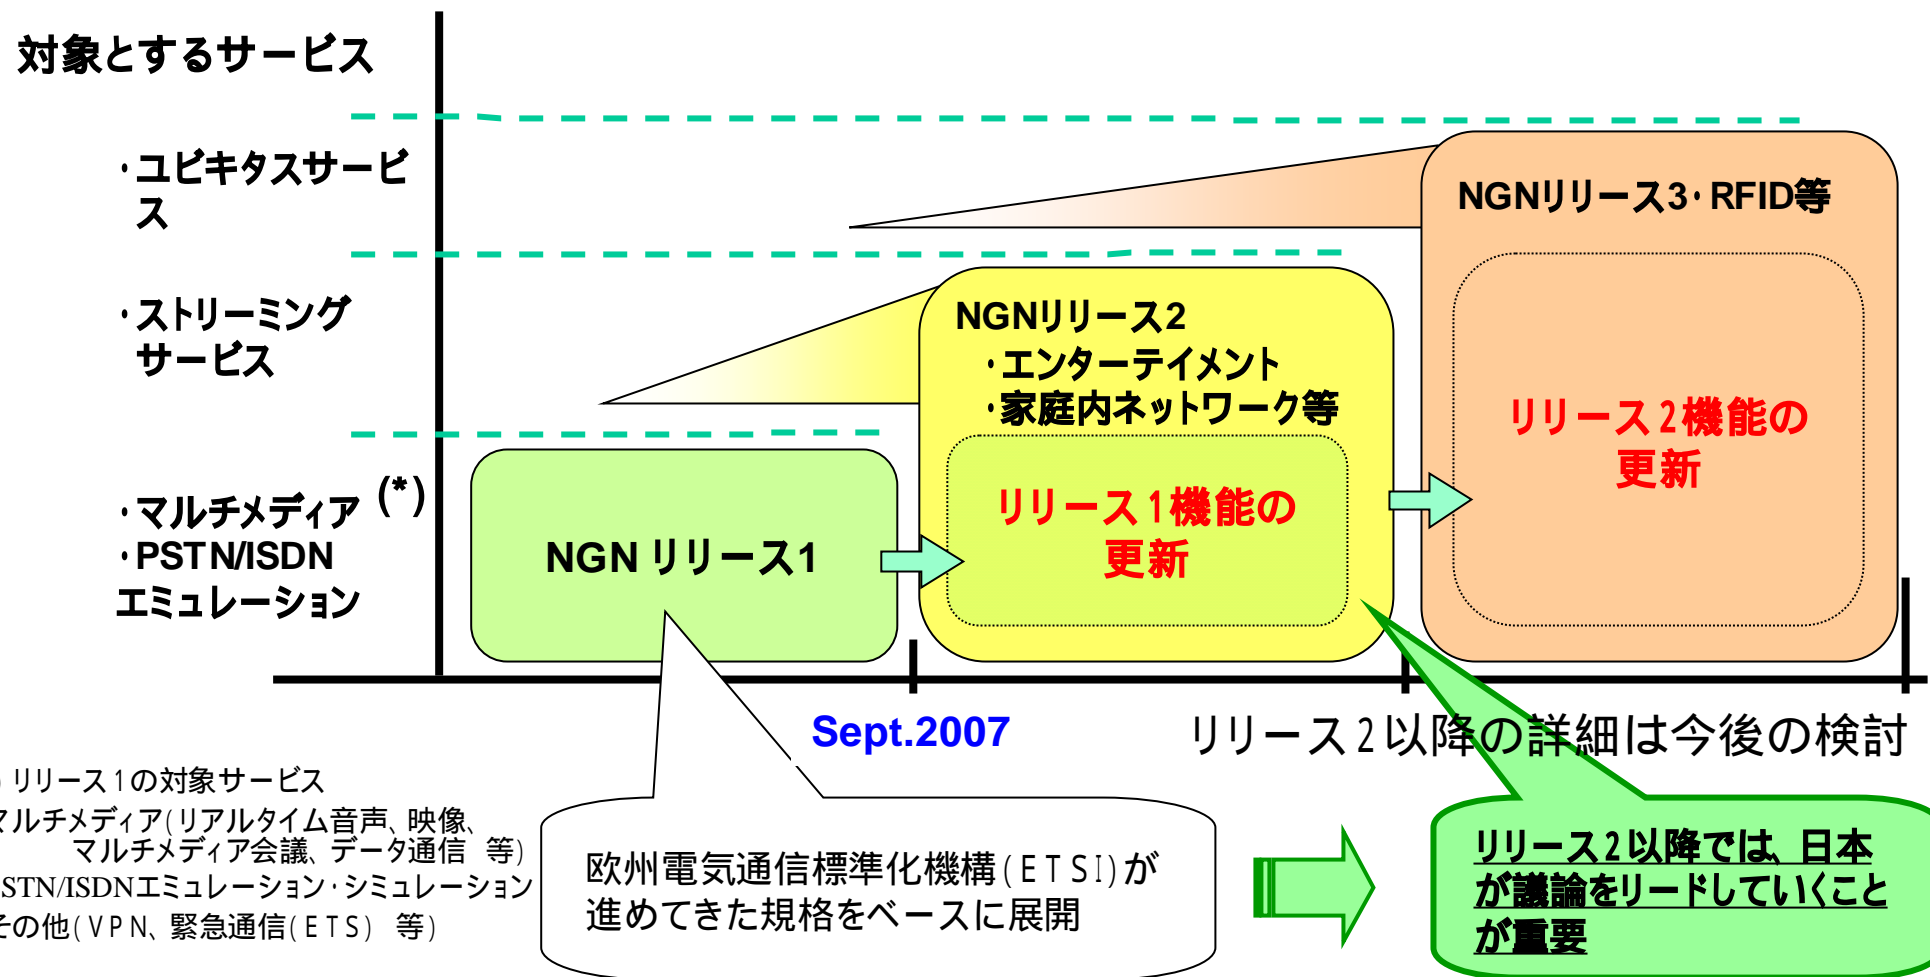 対象とするサービス
・ユビキタスサービ
ス
・ストリーミング
サービス
・マルチメディア (*)
・PSTN/ISDN
エミュレーション
NGNリリース3・RFID等
リリース2機能の
更新
NGNリリース2
・エンターテイメント
・家庭内ネットワーク等
リリース1機能の
更新
NGN リリース1
Sept.2007
リリース2以降の詳細は今後の検討
) リリース1の対象サービス
マルチメディア(リアルタイム音声、映像、
マルチメディア会議、データ通信 等)
STN/ISDNエミュレーション・シミュレーション
その他(VPN、緊急通信(ETS) 等)
欧州電気通信標準化機構(ETSI)が
進めてきた規格をベースに展開
リリース2以降では、日本
が議論をリードしていくこと
が重要